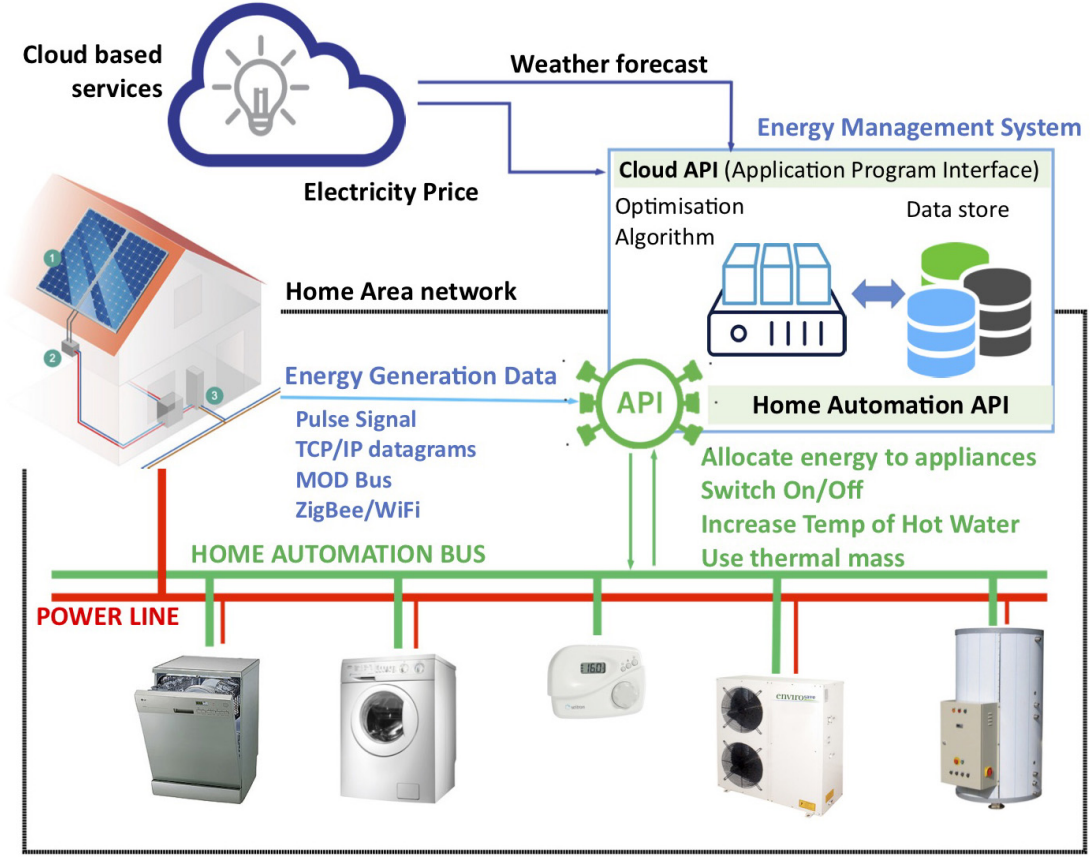 Cloud based
services
Weather forecast
Electricity Price
Energy Management System
Cloud API (Application Program Interface)
Optimisation
Algorithm
Data store
1
2
3
Home Area network
Energy Generation Data
Pulse Signal
TCP/IP datagrams
MOD Bus
ZigBee/WiFi
API
Home Automation API
Allocate energy to appliances
Switch On/Off
Increase Temp of Hot Water
Use thermal mass
HOME AUTOMATION BUS
POWER LINE